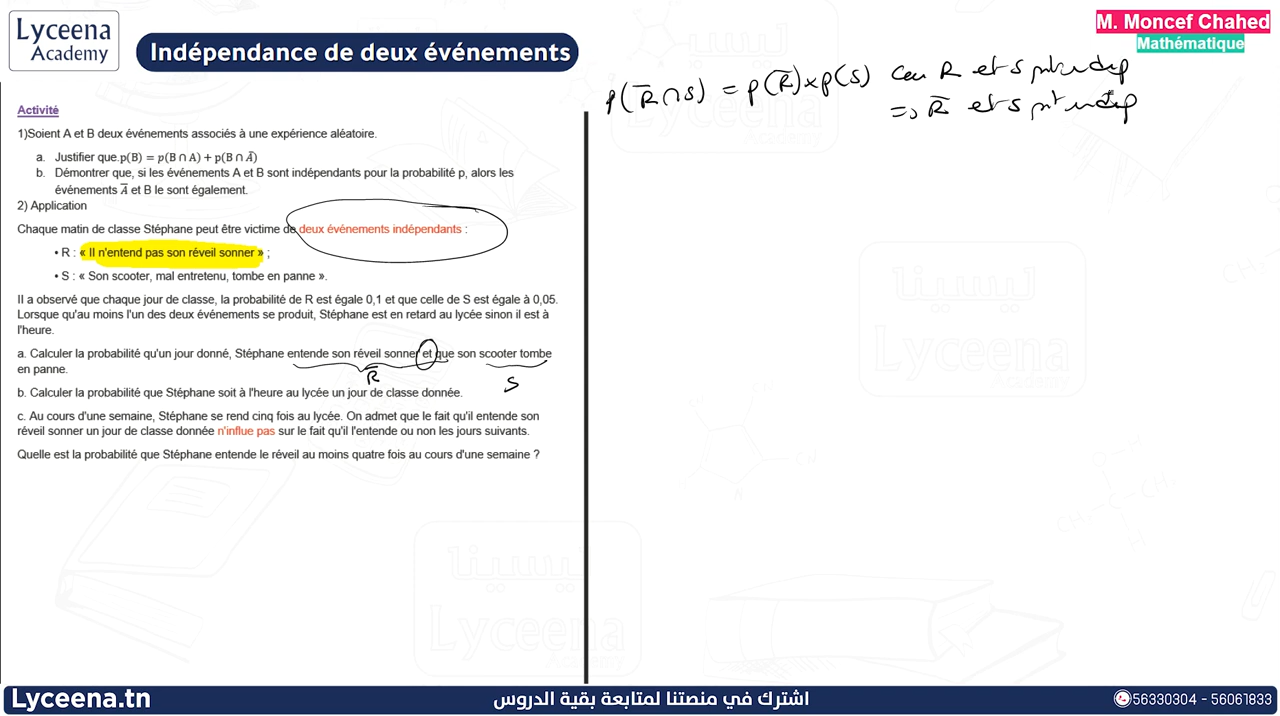 Lyceena
Academy
Indépendance de deux événements
M. Moncef Chahed
Mathématique
p(R̅∩S) = p(R̅)×p(S) car R et S sont indep
=> R̅ et S sont indep
Activité
1)Soient A et B deux événements associés à une expérience aléatoire.
a. Justifier que p(B) = p(B ∩ A) + p(B ∩ A̅)
b. Démontrer que, si les événements A et B sont indépendants pour la probabilité p, alors les
événements A̅ et B le sont également.
2) Application
Chaque matin de classe Stéphane peut être victime de deux événements indépendants :
• R : « Il n'entend pas son réveil sonner » ;
• S : « Son scooter, mal entretenu, tombe en panne ».
Il a observé que chaque jour de classe, la probabilité de R est égale 0,1 et que celle de S est égale à 0,05.
Lorsque qu'au moins l'un des deux événements se produit, Stéphane est en retard au lycée sinon il est à
l'heure.
a. Calculer la probabilité qu'un jour donné, Stéphane entende son réveil sonner et que son scooter tombe
en panne.
R̅
S
b. Calculer la probabilité que Stéphane soit à l'heure au lycée un jour de classe donnée.
c. Au cours d'une semaine, Stéphane se rend cinq fois au lycée. On admet que le fait qu'il entende son
réveil sonner un jour de classe donnée n'influe pas sur le fait qu'il l'entende ou non les jours suivants.
Quelle est la probabilité que Stéphane entende le réveil au moins quatre fois au cours d'une semaine ?
ليسينا
Lyceena
Academy
ليسينا
Lyceena
Academy
Lyceena.tn
اشترك في منصتنا لمتابعة بقية الدروس
56330304 - 56061833